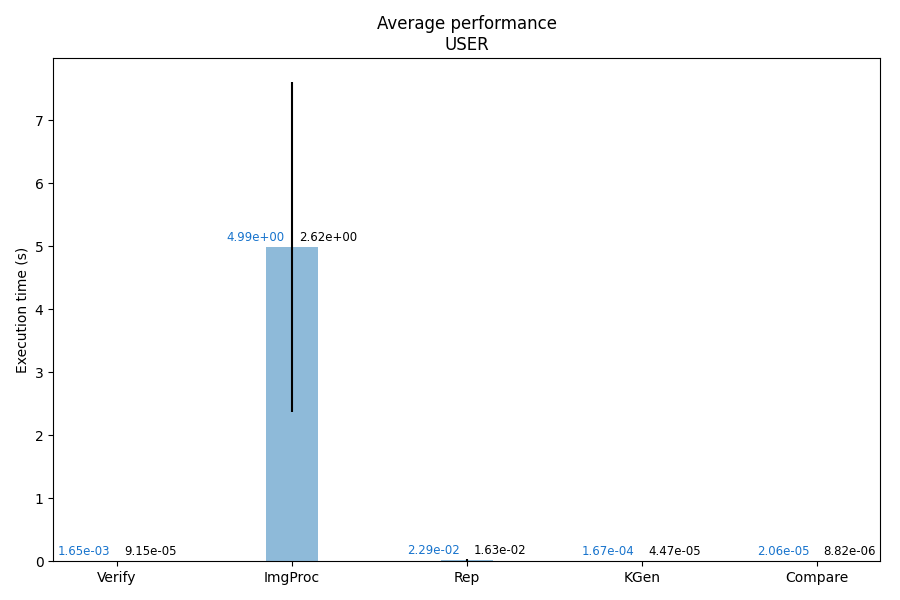 Average performance
USER
Execution time (s)
7
6
5
4
3
2
1
0
4.99e+00 2.62e+00
1.65e-03 9.15e-05 2.29e-02 1.63e-02 1.67e-04 4.47e-05 2.06e-05 8.82e-06
Verify ImgProc Rep KGen Compare